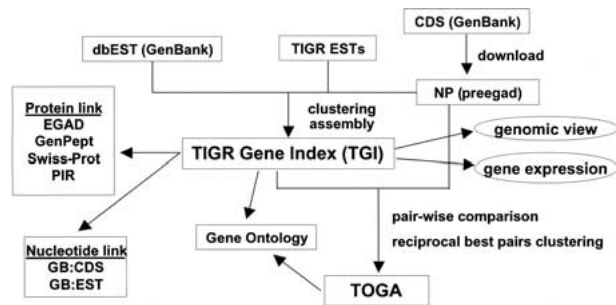 CDS (GenBank)
dbEST (GenBank)
TIGR ESTs
download
NP (preegad)
Protein link
EGAD
GenPept
Swiss-Prot
PIR
clustering
assembly
TIGR Gene Index (TGI)
genomic view
gene expression
pair-wise comparison
reciprocal best pairs clustering
Gene Ontology
Nucleotide link
GB:CDS
GB:EST
TOGA